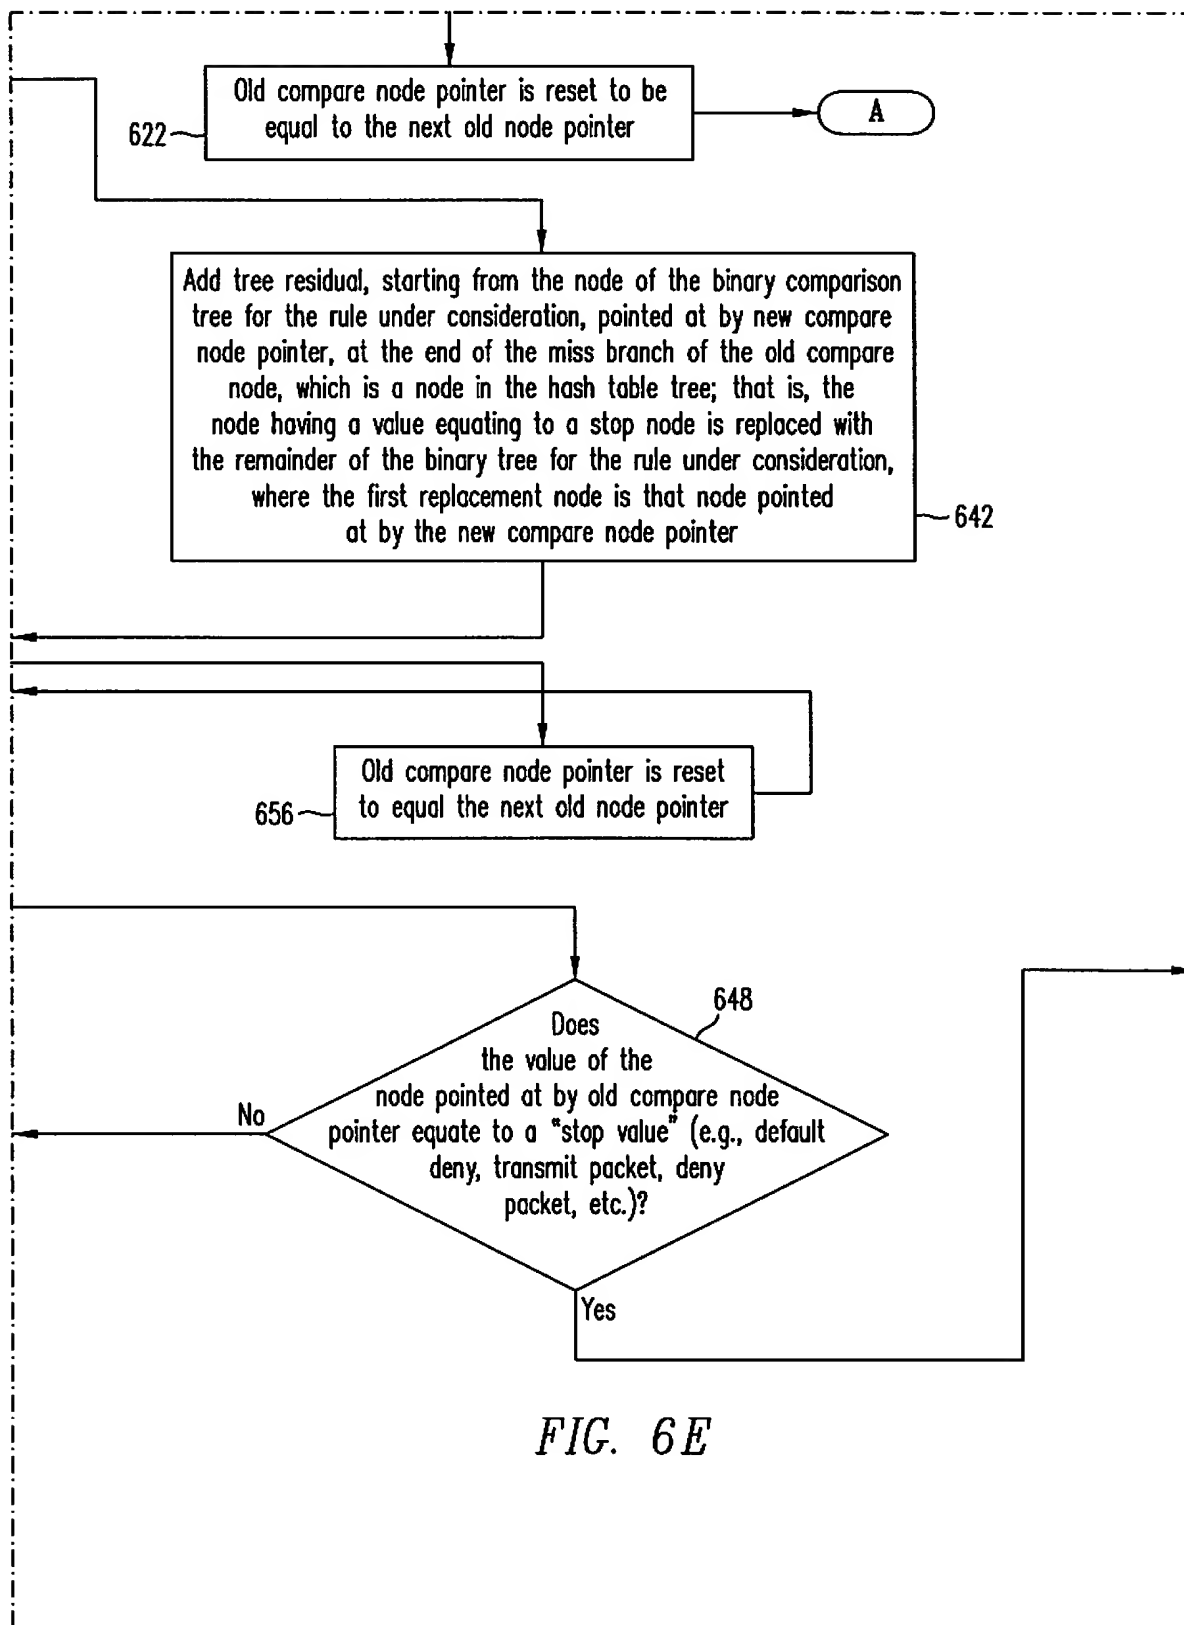 Old compare node pointer is reset to be
equal to the next old node pointer
A
622
Add tree residual, starting from the node of the binary comparison
tree for the rule under consideration, pointed at by new compare
node pointer, at the end of the miss branch of the old compare
node, which is a node in the hash table tree; that is, the
node having a value equating to a stop node is replaced with
the remainder of the binary tree for the rule under consideration,
where the first replacement node is that node pointed
at by the new compare node pointer
642
Old compare node pointer is reset
to equal the next old node pointer
656
648
Does
the value of the
node pointed at by old compare node
pointer equate to a "stop value" (e.g., default
deny, transmit packet, deny
packet, etc.)?
No
Yes
FIG. 6E